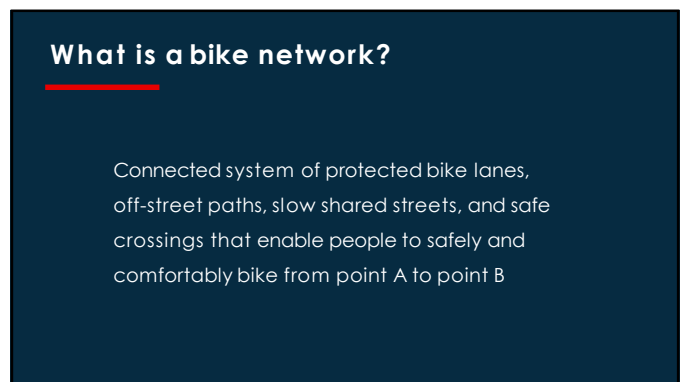 What is a bike network?
Connected system of protected bike lanes,
off-street paths, slow shared streets, and safe
crossings that enable people to safely and
comfortably bike from point A to point B